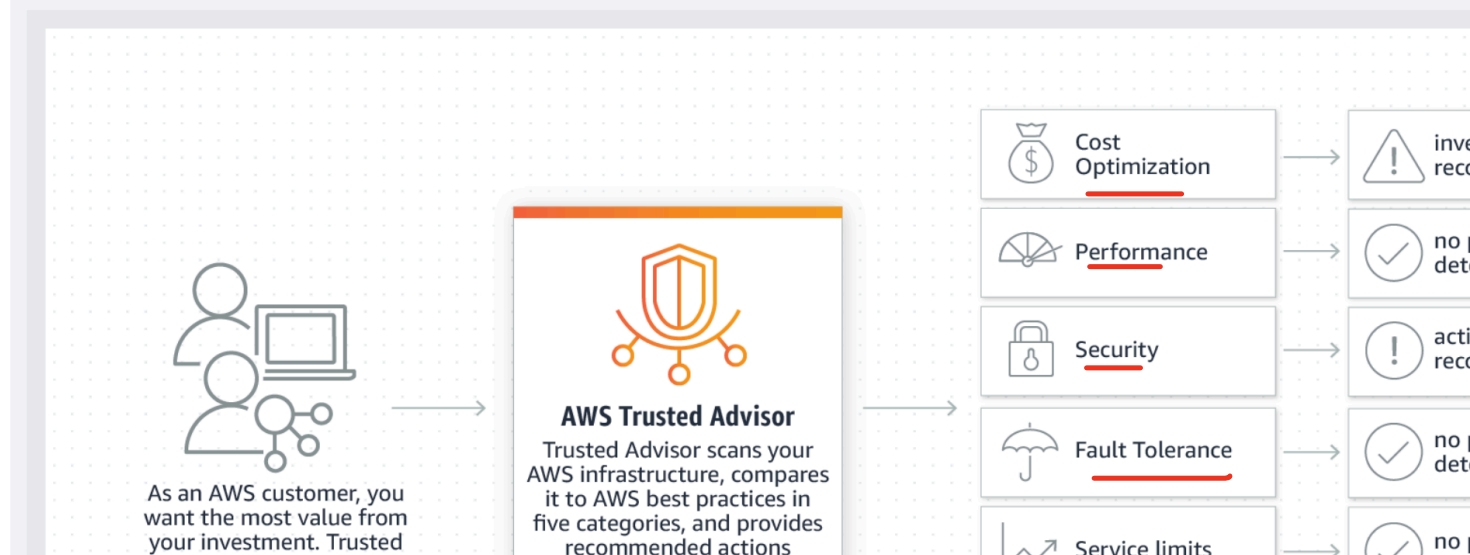 As an AWS customer, you
want the most value from
your investment. Trusted
AWS Trusted Advisor
Trusted Advisor scans your
AWS infrastructure, compares
it to AWS best practices in
five categories, and provides
recommended actions
Cost
Optimization
Performance
Security
Fault Tolerance
Service limits
no
no
no